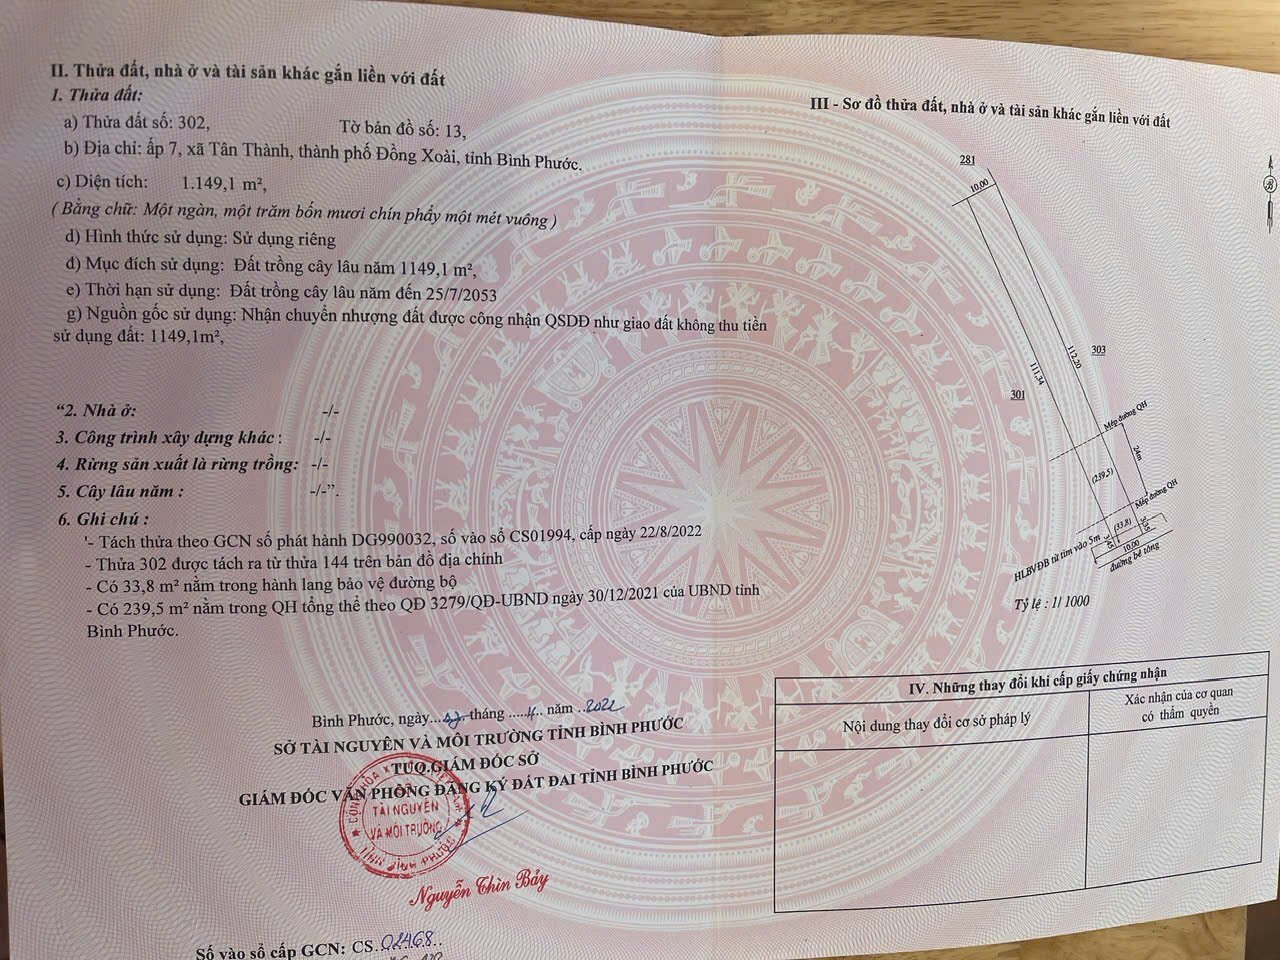 II. Thửa đất, nhà ở và tài sản khác gắn liền với đất
1. Thửa đất:
a) Thửa đất số: 302, Tờ bản đồ số: 13,
b) Địa chỉ: ấp 7, xã Tân Thành, thành phố Đồng Xoài, tỉnh Bình Phước.
c) Diện tích: 1.149,1 m²,
( Bằng chữ: Một ngàn, một trăm bốn mươi chín phẩy một mét vuông )
d) Hình thức sử dụng: Sử dụng riêng
đ) Mục đích sử dụng: Đất trồng cây lâu năm 1149,1 m²,
e) Thời hạn sử dụng: Đất trồng cây lâu năm đến 25/7/2053
g) Nguồn gốc sử dụng: Nhận chuyển nhượng đất được công nhận QSDĐ như giao đất không thu tiền
sử dụng đất: 1149,1m²,
“2. Nhà ở: -/-
3. Công trình xây dựng khác : -/-
4. Rừng sản xuất là rừng trồng: -/-
5. Cây lâu năm : -/-”.
6. Ghi chú :
'- Tách thửa theo GCN số phát hành DG990032, số vào sổ CS01994, cấp ngày 22/8/2022
- Thửa 302 được tách ra từ thửa 144 trên bản đồ địa chính
- Có 33,8 m² nằm trong hành lang bảo vệ đường bộ
- Có 239,5 m² nằm trong QH tổng thể theo QĐ 3279/QĐ-UBND ngày 30/12/2021 của UBND tỉnh
Bình Phước.
Bình Phước, ngày... tháng ..... năm ..2022
SỞ TÀI NGUYÊN VÀ MÔI TRƯỜNG TỈNH BÌNH PHƯỚC
TUQ.GIÁM ĐỐC SỞ
GIÁM ĐỐC VĂN PHÒNG ĐĂNG KÝ ĐẤT ĐAI TỈNH BÌNH PHƯỚC
TÀI NGUYÊN
VÀ MÔI TRƯỜNG
TỈNH BÌNH PHƯỚC
Nguyễn Thìn Bảy
Số vào sổ cấp GCN: CS.02468..
III - Sơ đồ thửa đất, nhà ở và tài sản khác gắn liền với đất
281
10.00
B
112.20
303
111.34
301
Mép đường QH
24m
(239,5)
Mép đường QH
(33,8)
HLBVĐB từ tim vào 5m
10.00
đường bê tông
Tỷ lệ : 1/ 1000
IV. Những thay đổi khi cấp giấy chứng nhận
Nội dung thay đổi cơ sở pháp lý
Xác nhận của cơ quan
có thẩm quyền